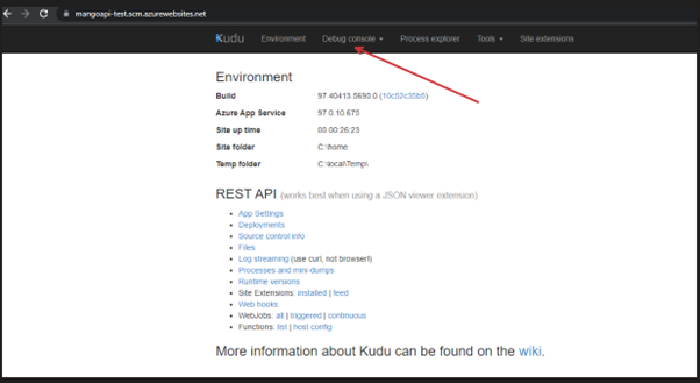 mangoapi-test.scm.azurewebsites.net
Kudu Environment Debug console Process explorer Tools Site extensions
Environment
Build 97.40413.5690.0 (10c52c35b5)
Azure App Service 97.0.10.675
Site up time 00.00:26:23
Site folder C:\home
Temp folder C:\local\Temp\
REST API (works best when using a JSON viewer extension)
• App Settings
• Deployments
• Source control info
• Files
• Log streaming (use curl, not browser!)
• Processes and mini-dumps
• Runtime versions
• Site Extensions: installed | feed
• Web hooks
• WebJobs: all | triggered | continuous
• Functions: list | host config
More information about Kudu can be found on the wiki.